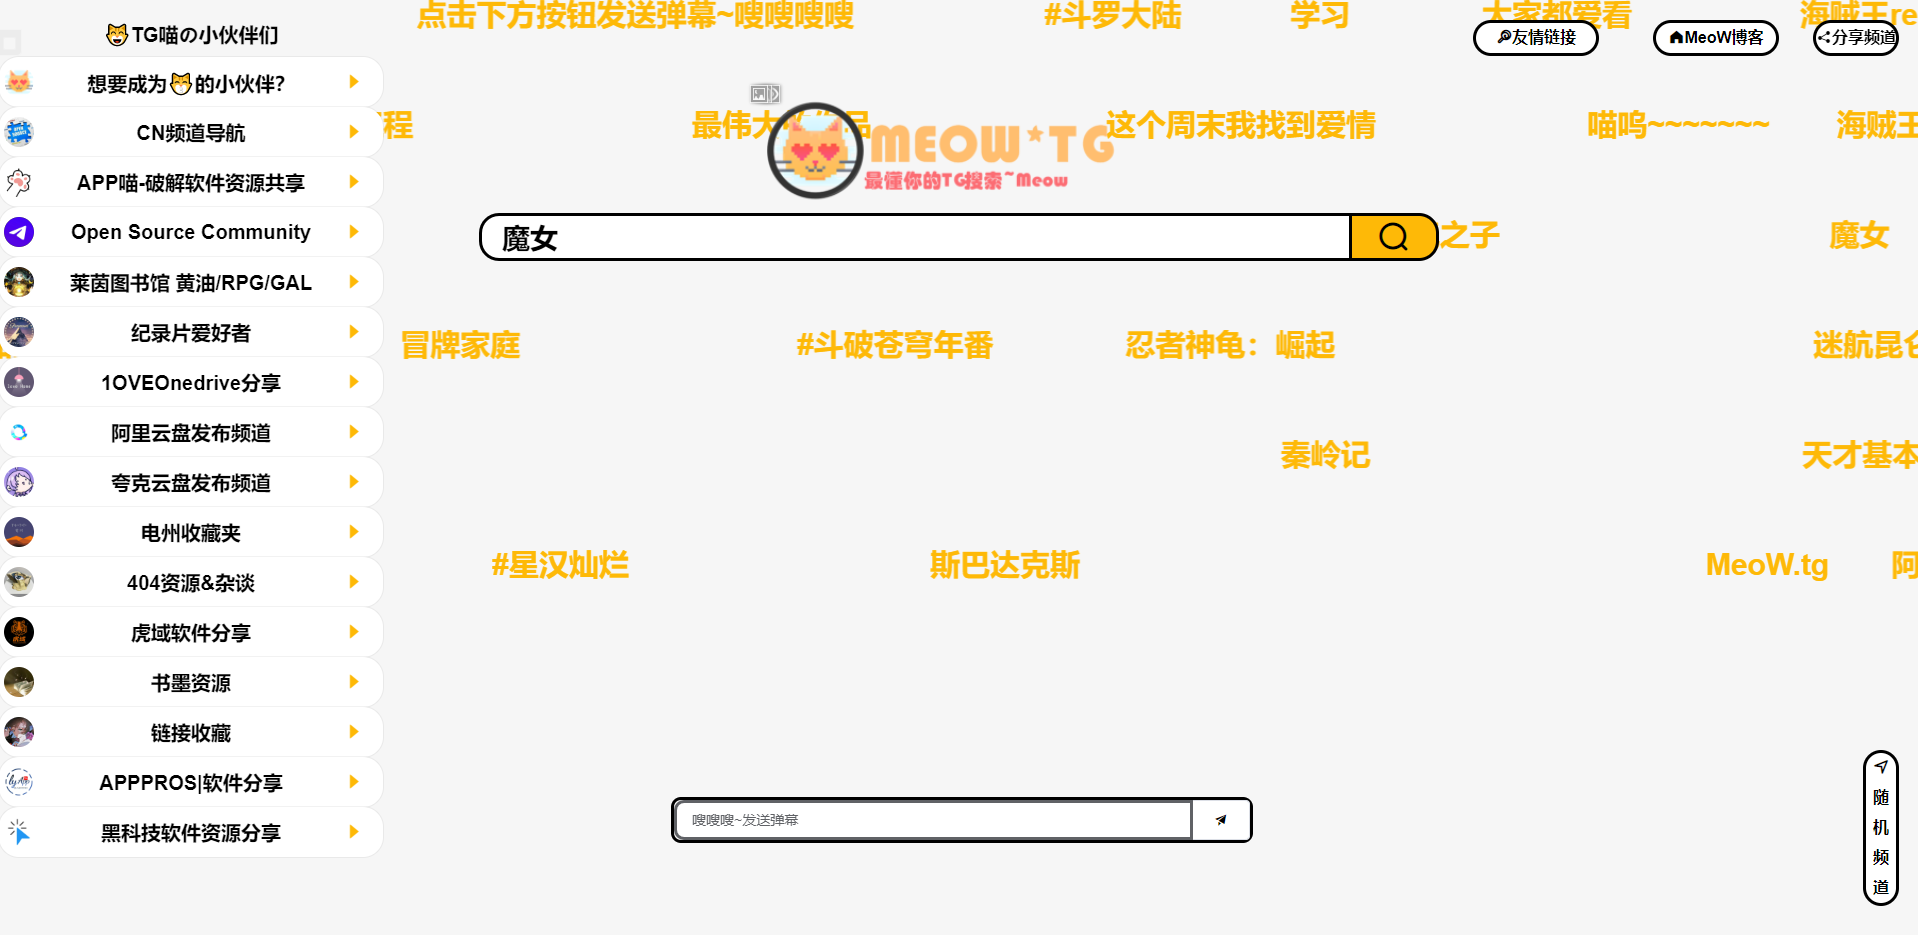 TG喵の小伙伴们
想要成为的小伙伴?
CN频道导航
APP喵-破解软件资源共享
Open Source Community
莱茵图书馆 黄油/RPG/GAL
纪录片爱好者
1OVEOnedrive分享
阿里云盘发布频道
夸克云盘发布频道
电州收藏夹
404资源&杂谈
虎域软件分享
书墨资源
链接收藏
APPPROS|软件分享
黑科技软件资源分享
点击下方按钮发送弹幕~嗖嗖嗖嗖
#斗罗大陆
学习
大家都爱看
海贼王re
友情链接
MeoW博客
分享频道
程
最伟大
这个周末我找到爱情
喵呜~~~~~~~
海贼王
MEOW*TG
最懂你的TG搜索~Meow
魔女
之子
魔女
冒牌家庭
#斗破苍穹年番
忍者神龟：崛起
迷航昆仑
秦岭记
天才基本
#星汉灿烂
斯巴达克斯
MeoW.tg
阿
嗖嗖嗖~发送弹幕
随机频道